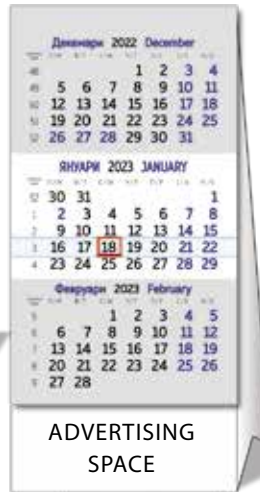 Декември 2022 December
48 1 2 3 4
49 5 6 7 8 9 10 11
50 12 13 14 15 16 17 18
51 19 20 21 22 23 24 25
52 26 27 28 29 30 31
ЯНУАРИ 2023 JANUARY
52 30 31 1
1 2 3 4 5 6 7 8
2 9 10 11 12 13 14 15
3 16 17 18 19 20 21 22
4 23 24 25 26 27 28 29
Февруари 2023 February
5 1 2 3 4 5
6 6 7 8 9 10 11 12
7 13 14 15 16 17 18 19
8 20 21 22 23 24 25 26
9 27 28
ADVERTISING
SPACE